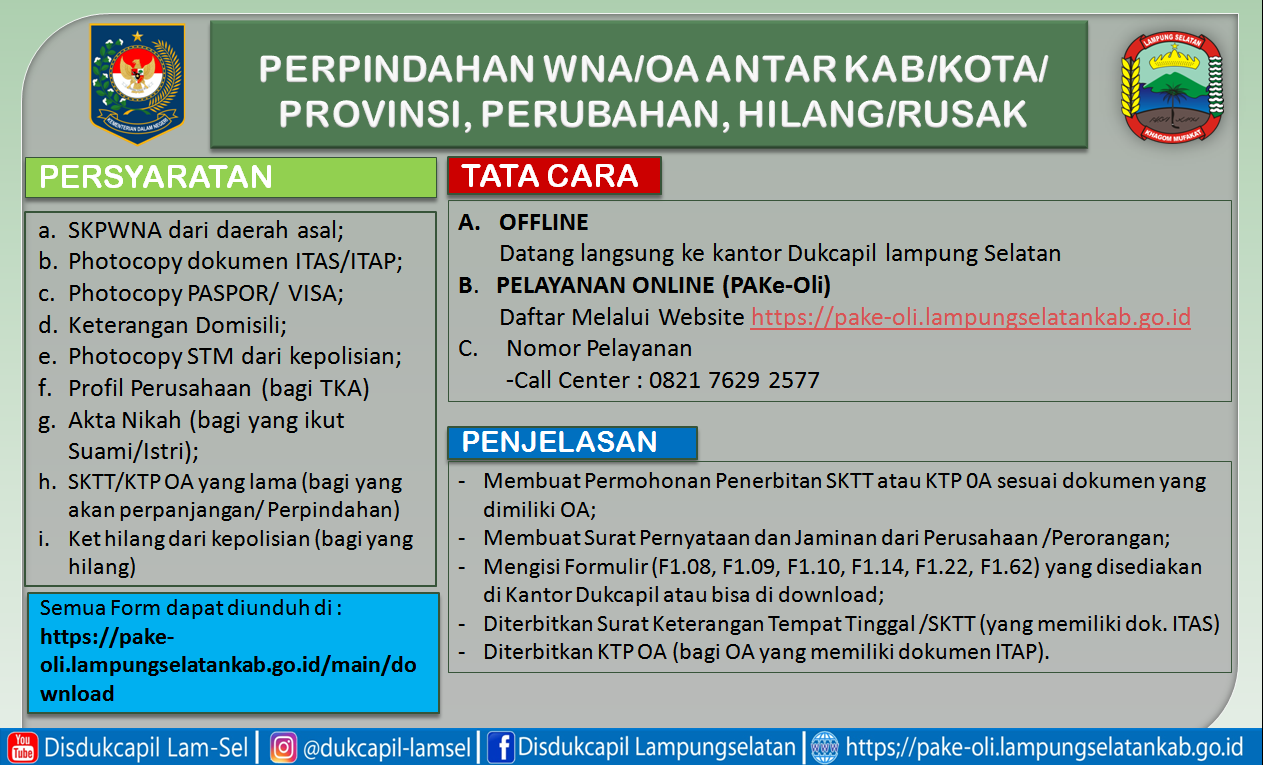 KEMENTERIAN DALAM NEGERI
PERPINDAHAN WNA/OA ANTAR KAB/KOTA/
PROVINSI, PERUBAHAN, HILANG/RUSAK
LAMPUNG SELATAN
KHAGOM MUFAKAT
PERSYARATAN
a. SKPWNA dari daerah asal;
b. Photocopy dokumen ITAS/ITAP;
c. Photocopy PASPOR/ VISA;
d. Keterangan Domisili;
e. Photocopy STM dari kepolisian;
f. Profil Perusahaan (bagi TKA)
g. Akta Nikah (bagi yang ikut
Suami/Istri);
h. SKTT/KTP OA yang lama (bagi yang
akan perpanjangan/ Perpindahan)
i. Ket hilang dari kepolisian (bagi yang
hilang)
Semua Form dapat diunduh di :
https://pake-
oli.lampungselatankab.go.id/main/do
wnload
TATA CARA
A. OFFLINE
Datang langsung ke kantor Dukcapil lampung Selatan
B. PELAYANAN ONLINE (PAKe-Oli)
Daftar Melalui Website https://pake-oli.lampungselatankab.go.id
C. Nomor Pelayanan
-Call Center : 0821 7629 2577
PENJELASAN
- Membuat Permohonan Penerbitan SKTT atau KTP 0A sesuai dokumen yang
dimiliki OA;
- Membuat Surat Pernyataan dan Jaminan dari Perusahaan /Perorangan;
- Mengisi Formulir (F1.08, F1.09, F1.10, F1.14, F1.22, F1.62) yang disediakan
di Kantor Dukcapil atau bisa di download;
- Diterbitkan Surat Keterangan Tempat Tinggal /SKTT (yang memiliki dok. ITAS)
- Diterbitkan KTP OA (bagi OA yang memiliki dokumen ITAP).
You Tube Disdukcapil Lam-Sel | @dukcapil-lamsel | Disdukcapil Lampungselatan | https;//pake-oli.lampungselatankab.go.id